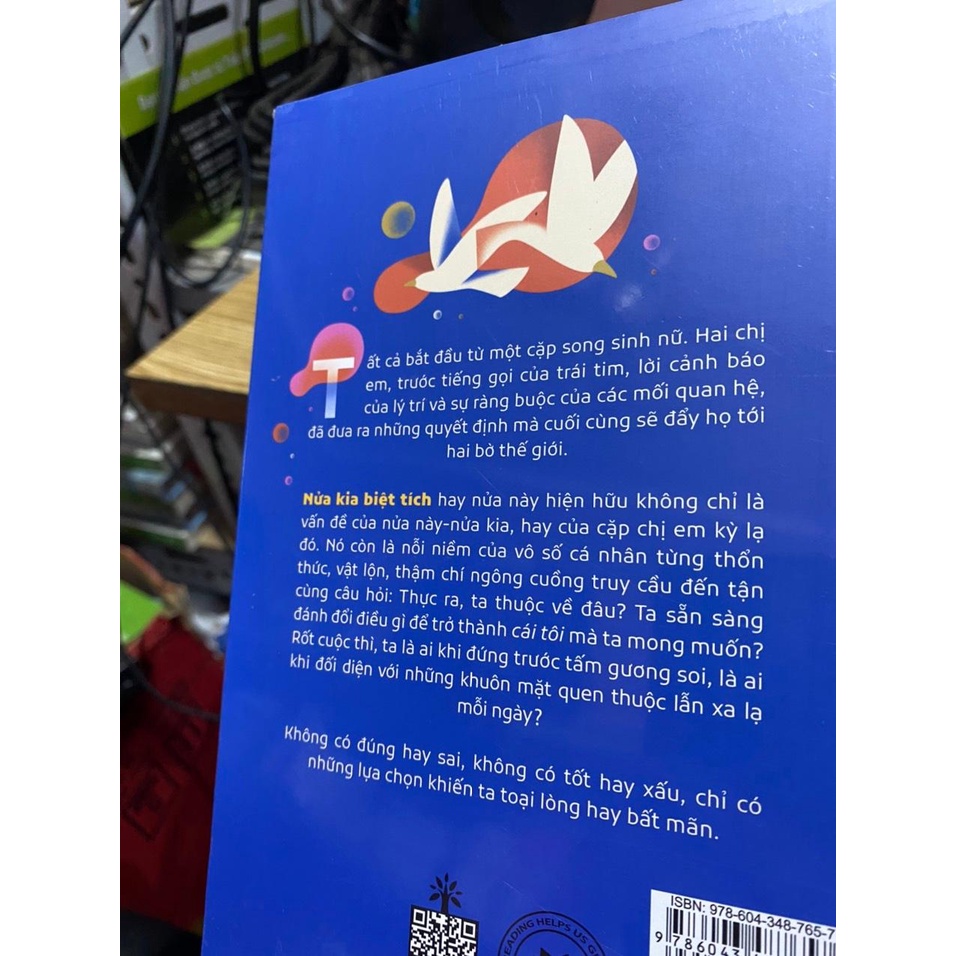 Tất cả bắt đầu từ một cặp song sinh nữ. Hai chị
em, trước tiếng gọi của trái tim, lời cảnh báo
của lý trí và sự ràng buộc của các mối quan hệ,
đã đưa ra những quyết định mà cuối cùng sẽ đẩy họ tới
hai bờ thế giới.
Nửa kia biệt tích hay nửa này hiện hữu không chỉ là
vấn đề của nửa này-nửa kia, hay của cặp chị em kỳ lạ
đó. Nó còn là nỗi niềm của vô số cá nhân từng thổn
thức, vật lộn, thậm chí ngông cuồng truy cầu đến tận
cùng câu hỏi: Thực ra, ta thuộc về đâu? Ta sẵn sàng
đánh đổi điều gì để trở thành cái tôi mà ta mong muốn?
Rốt cuộc thì, ta là ai khi đứng trước tấm gương soi, là ai
khi đối diện với những khuôn mặt quen thuộc lẫn xa lạ
mỗi ngày?
Không có đúng hay sai, không có tốt hay xấu, chỉ có
những lựa chọn khiến ta toại lòng hay bất mãn.
READING HELPS US
ISBN: 978-604-348-765-7
9 786043